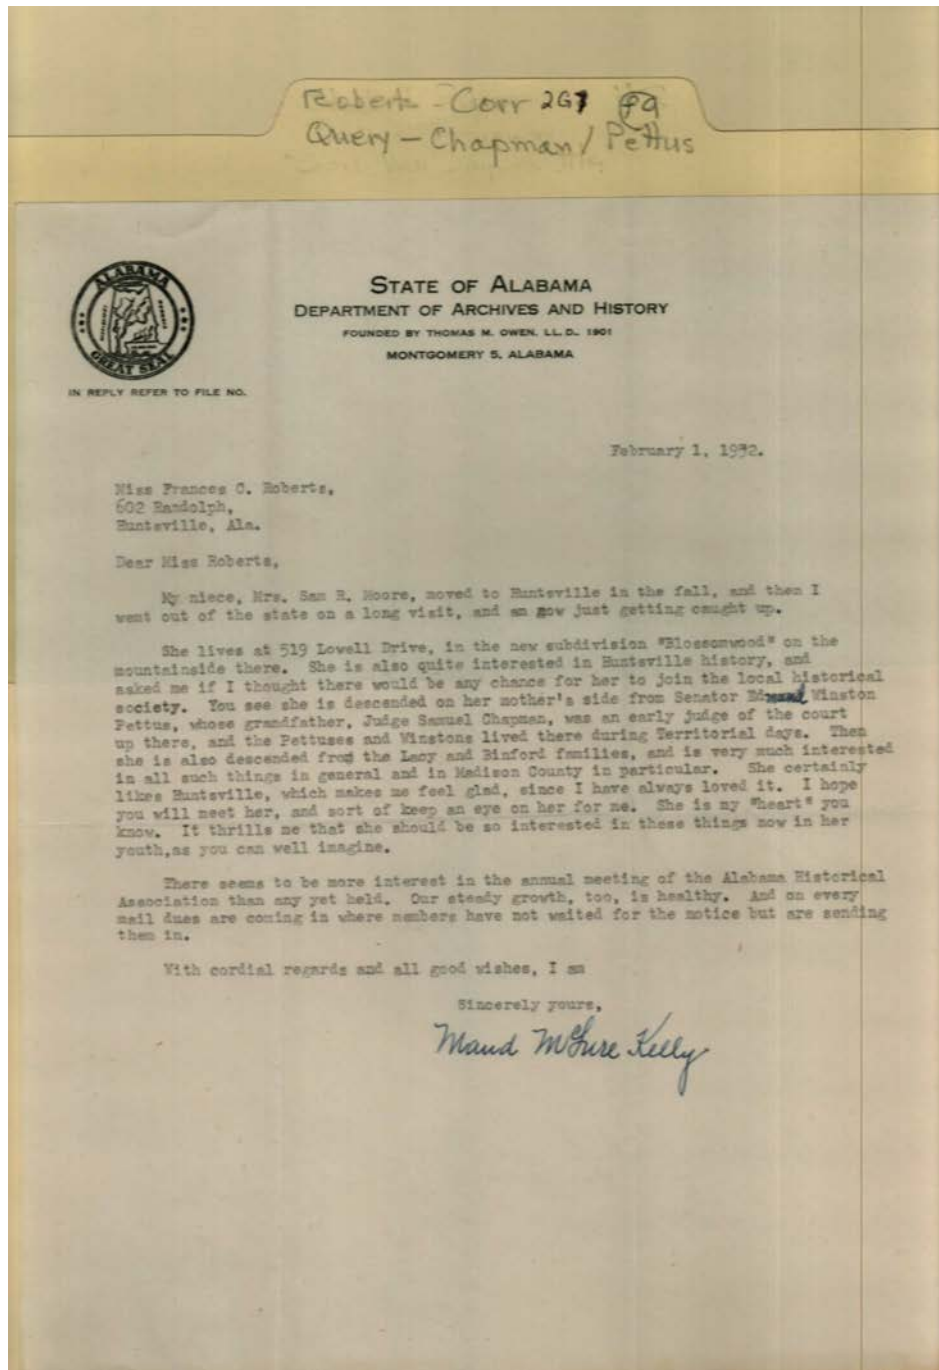 Roberts - Corr 2G7 f9
Query - Chapman / Pettus
ALABAMA
GREAT SEAL
STATE OF ALABAMA
DEPARTMENT OF ARCHIVES AND HISTORY
FOUNDED BY THOMAS M. OWEN, LL. D., 1901
MONTGOMERY 5, ALABAMA
IN REPLY REFER TO FILE NO.
February 1, 1952.
Miss Frances C. Roberts,
602 Randolph,
Huntsville, Ala.
Dear Miss Roberts,
My niece, Mrs. Sam R. Moore, moved to Huntsville in the fall, and then I
went out of the state on a long visit, and am now just getting caught up.
She lives at 519 Lowell Drive, in the new subdivision "Blossomwood" on the
mountainside there. She is also quite interested in Huntsville history, and
asked me if I thought there would be any chance for her to join the local historical
society. You see she is descended on her mother's side from Senator Edmund Winston
Pettus, whose grandfather, Judge Samuel Chapman, was an early judge of the court
up there, and the Pettuses and Winstons lived there during Territorial days. Then
she is also descended from the Lacy and Binford families, and is very much interested
in all such things in general and in Madison County in particular. She certainly
likes Huntsville, which makes me feel glad, since I have always loved it. I hope
you will meet her, and sort of keep an eye on her for me. She is my "heart" you
know. It thrills me that she should be so interested in these things now in her
youth,as you can well imagine.
There seems to be more interest in the annual meeting of the Alabama Historical
Association than any yet held. Our steady growth, too, is healthy. And on every
mail dues are coming in where members have not waited for the notice but are sending
them in.
With cordial regards and all good wishes, I am
Sincerely yours,
Maud McLure Kelly